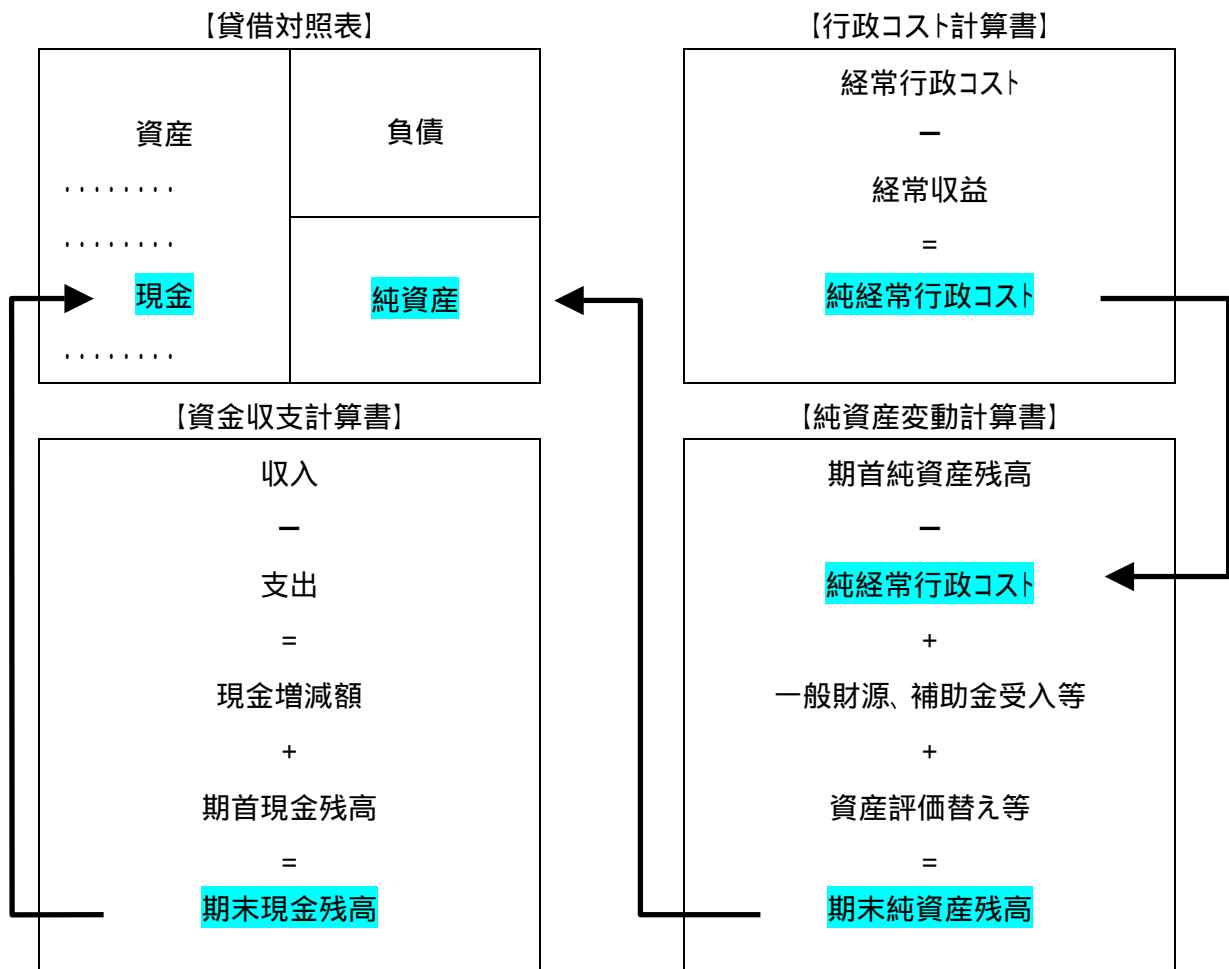 【貸借対照表】
資産
........
........
現金
........
負債
純資産
【行政コスト計算書】
経常行政コスト
－
経常収益
=
純経常行政コスト
【資金収支計算書】
収入
－
支出
=
現金増減額
+
期首現金残高
=
期末現金残高
【純資産変動計算書】
期首純資産残高
－
純経常行政コスト
+
一般財源、補助金受入等
+
資産評価替え等
=
期末純資産残高